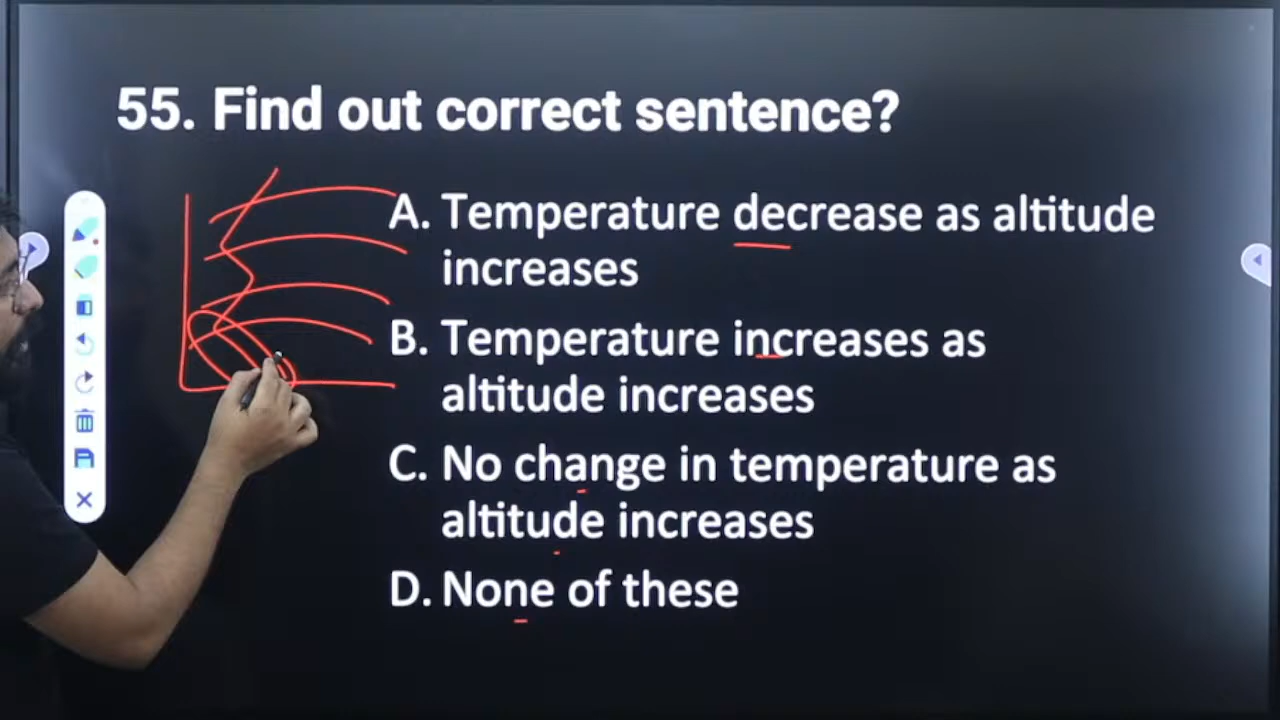 55. Find out correct sentence?
A. Temperature decrease as altitude
increases
B. Temperature increases as
altitude increases
C. No change in temperature as
altitude increases
D. None of these